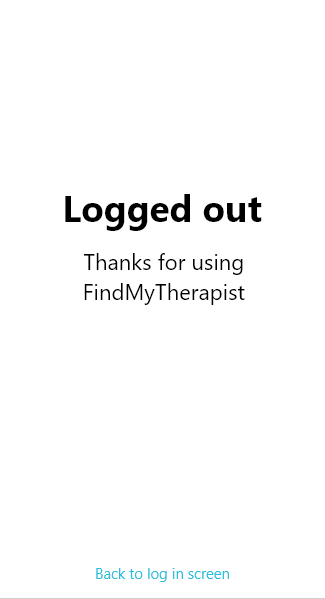 Logged out
Thanks for using
FindMyTherapist
Back to log in screen